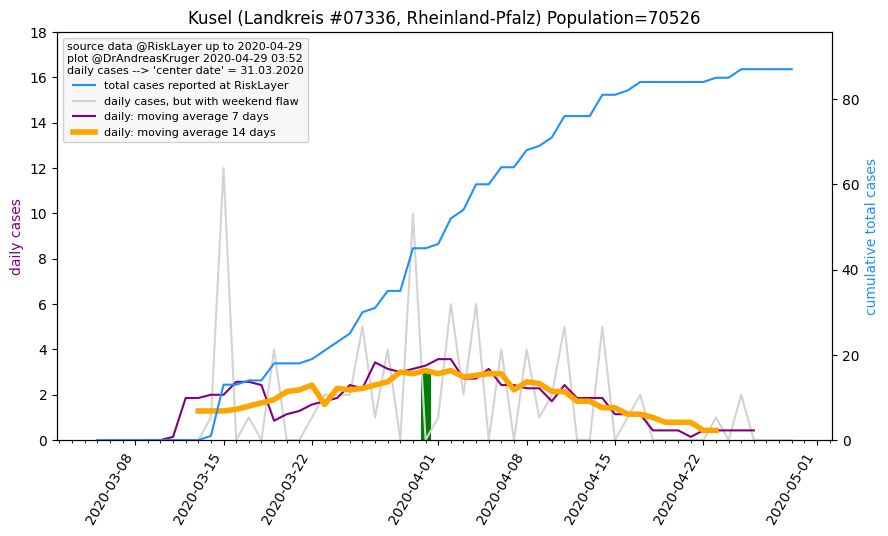 Kusel (Landkreis #07336, Rheinland-Pfalz) Population=70526
source data @RiskLayer up to 2020-04-29
plot @DrAndreasKruger 2020-04-29 03:52
daily cases --> 'center date' = 31.03.2020
total cases reported at RiskLayer
daily cases, but with weekend flaw
daily: moving average 7 days
daily: moving average 14 days
daily cases
18
16
14
12
10
8
6
4
2
0
cumulative total cases
80
60
40
20
0
2020-03-08
2020-03-15
2020-03-22
2020-04-01
2020-04-08
2020-04-15
2020-04-22
2020-05-01